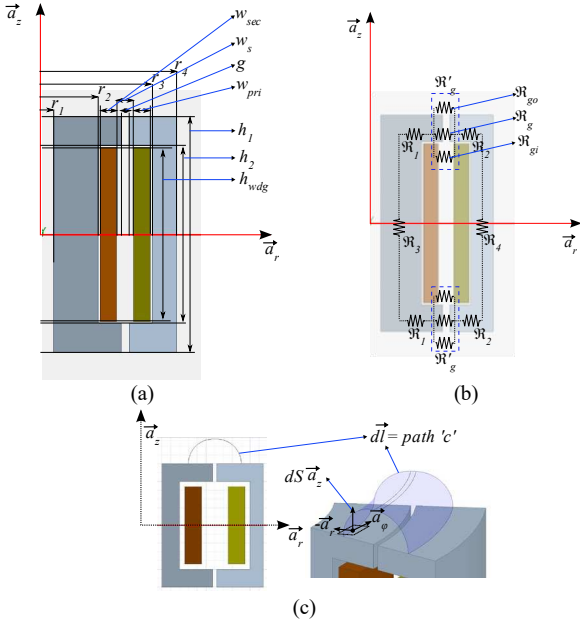 a_z
w_sec
w_s
g
w_pri
r_4
r_3
r_2
r_1
h_1
h_2
h_wdg
a_r
(a)
a_z
ℜ'_g
ℜ_go
ℜ_g
ℜ_gi
ℜ_1
ℜ_2
ℜ_3
ℜ_4
a_r
ℜ_1
ℜ_2
ℜ'_g
(b)
a_z
dl = path 'c'
dS a_z
-a_r
a_φ
a_r
(c)